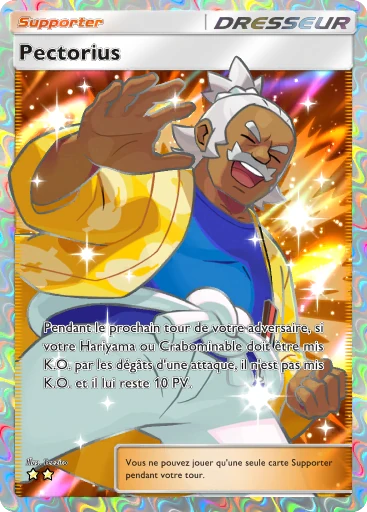 Supporter
DRESSEUR
Pectorius
Pendant le prochain tour de votre adversaire, si
votre Hariyama ou Crabominable doit être mis
K.O. par les dégâts d'une attaque, il n'est pas mis
K.O. et il lui reste 10 PV.
Vous ne pouvez jouer qu'une seule carte Supporter
pendant votre tour.